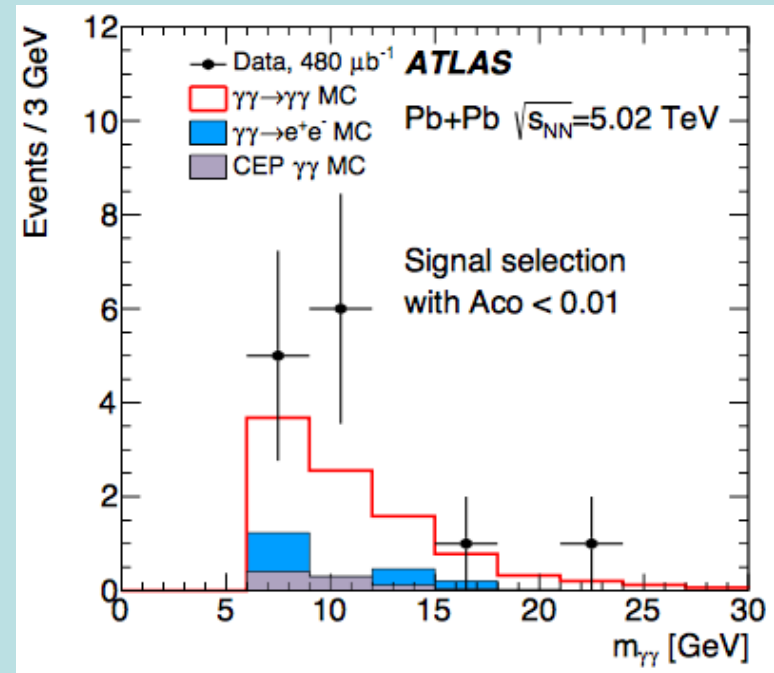 Events / 3 GeV
12
10
8
6
4
2
0
Data, 480 μb⁻¹
γγ→γγ MC
γγ→e⁺e⁻ MC
CEP γγ MC
ATLAS
Pb+Pb √s_NN=5.02 TeV
Signal selection
with Aco < 0.01
0 5 10 15 20 25 30
m_γγ [GeV]